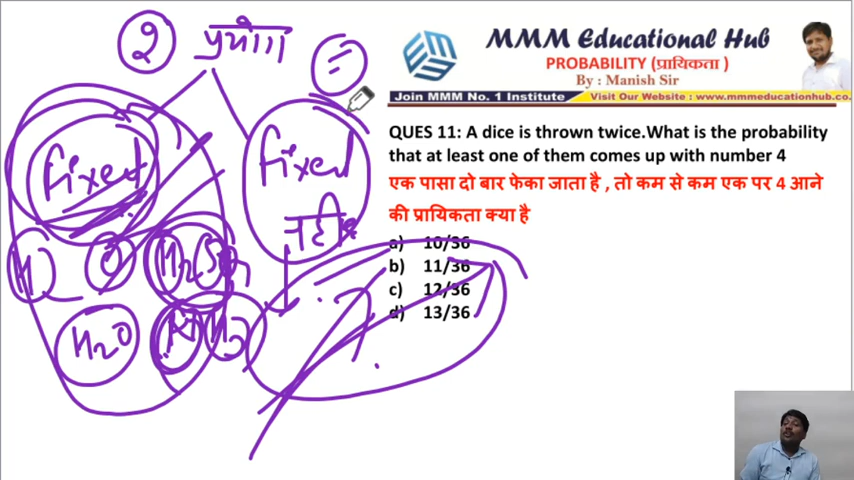 २ प्रयोग
=
fixed
fixed
नहीं
H
O
H2SO4
H2O
NH3
?
MMM Educational Hub
PROBABILITY (प्रायिकता )
By : Manish Sir
Join MMM No. 1 Institute
Visit Our Website : www.mmmeducationhub.co.
QUES 11: A dice is thrown twice.What is the probability
that at least one of them comes up with number 4
एक पासा दो बार फेका जाता है , तो कम से कम एक पर 4 आने
की प्रायिकता क्या है
a) 10/36
b) 11/36
c) 12/36
d) 13/36